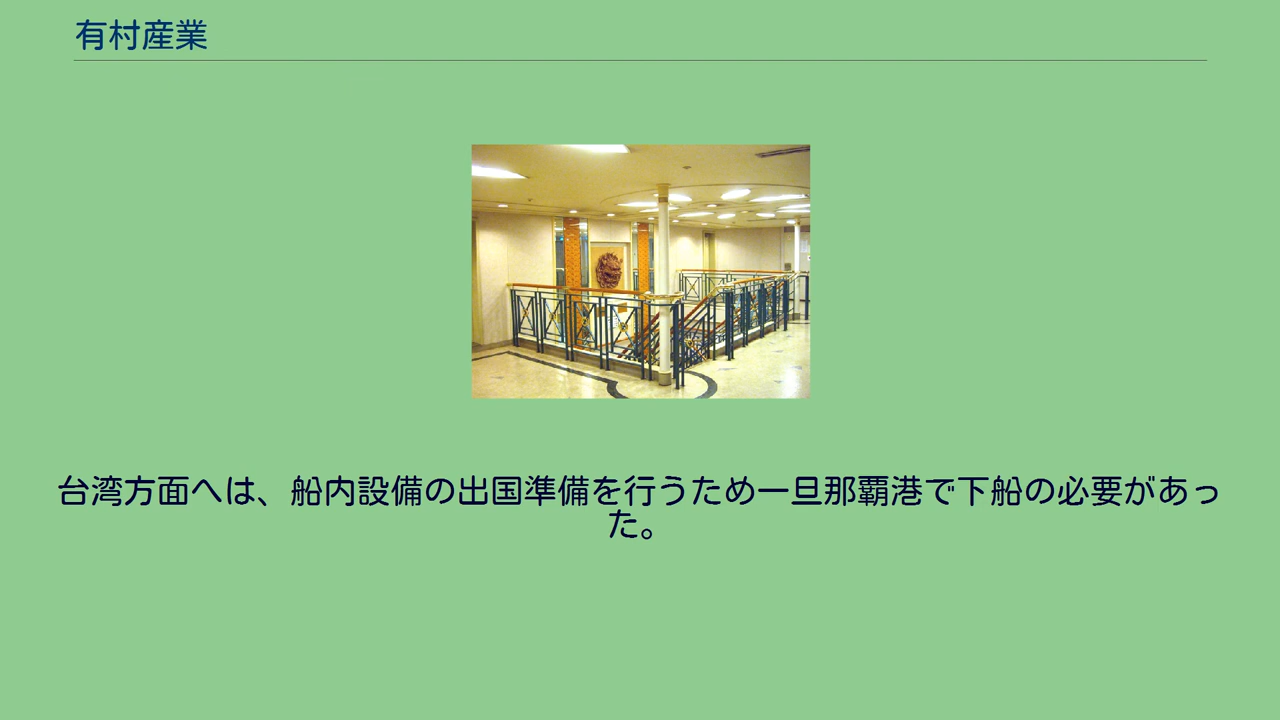 有村産業
台湾方面へは、船内設備の出国準備を行うため一旦那覇港で下船の必要があっ
た。